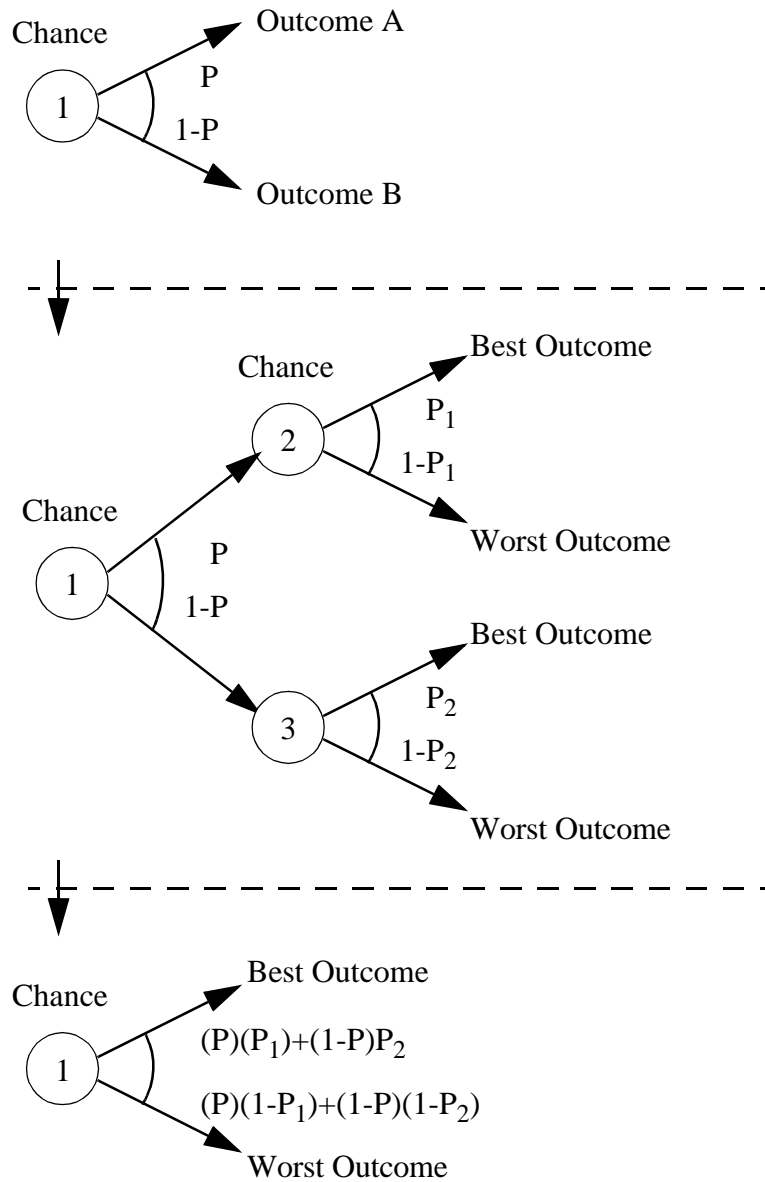 Chance
Outcome A
P
1
1-P
Outcome B
Best Outcome
Chance
P₁
2
1-P₁
Chance
Worst Outcome
P
1
1-P
Best Outcome
P₂
3
1-P₂
Worst Outcome
Best Outcome
Chance
(P)(P₁)+(1-P)P₂
1
(P)(1-P₁)+(1-P)(1-P₂)
Worst Outcome